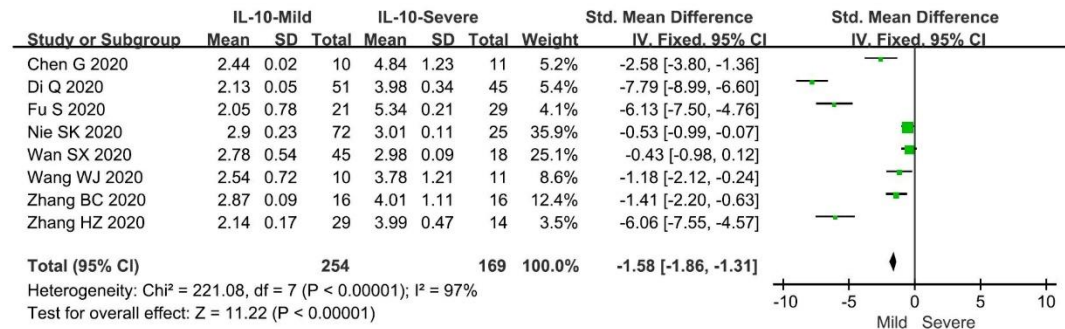 IL-10-Mild IL-10-Severe Std. Mean Difference Std. Mean Difference
Study or Subgroup Mean SD Total Mean SD Total Weight IV. Fixed. 95% CI IV. Fixed. 95% CI
Chen G 2020 2.44 0.02 10 4.84 1.23 11 5.2% -2.58 [-3.80, -1.36]
Di Q 2020 2.13 0.05 51 3.98 0.34 45 5.4% -7.79 [-8.99, -6.60]
Fu S 2020 2.05 0.78 21 5.34 0.21 29 4.1% -6.13 [-7.50, -4.76]
Nie SK 2020 2.9 0.23 72 3.01 0.11 25 35.9% -0.53 [-0.99, -0.07]
Wan SX 2020 2.78 0.54 45 2.98 0.09 18 25.1% -0.43 [-0.98, 0.12]
Wang WJ 2020 2.54 0.72 10 3.78 1.21 11 8.6% -1.18 [-2.12, -0.24]
Zhang BC 2020 2.87 0.09 16 4.01 1.11 16 12.4% -1.41 [-2.20, -0.63]
Zhang HZ 2020 2.14 0.17 29 3.99 0.47 14 3.5% -6.06 [-7.55, -4.57]
Total (95% CI) 254 169 100.0% -1.58 [-1.86, -1.31]
Heterogeneity: Chi² = 221.08, df = 7 (P < 0.00001); I² = 97%
Test for overall effect: Z = 11.22 (P < 0.00001)
-10 -5 0 5 10
Mild Severe